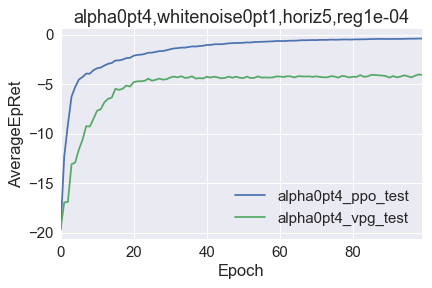 alpha0pt4,whitenoise0pt1,horiz5,reg1e-04
0
−5
−10
−15
−20
AverageEpRet
alpha0pt4_ppo_test
alpha0pt4_vpg_test
0 20 40 60 80
Epoch